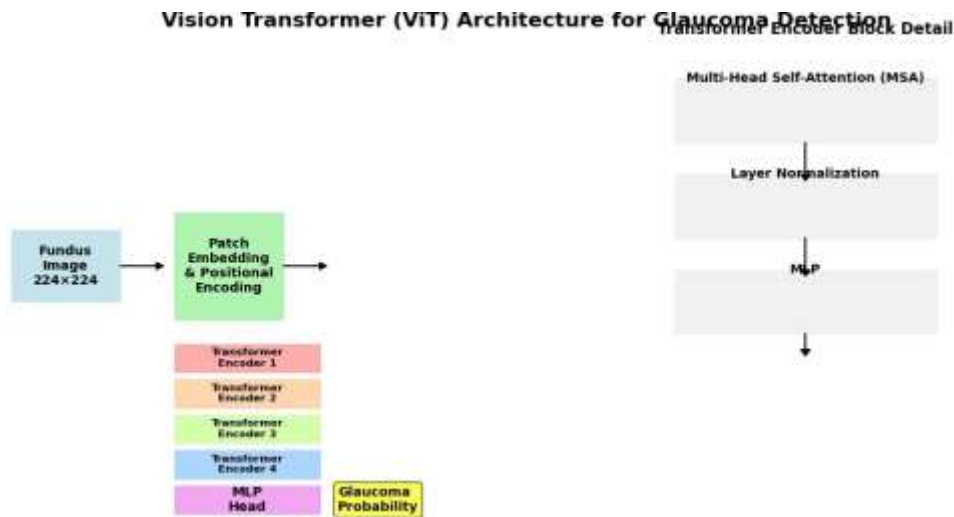 Vision Transformer (ViT) Architecture for Glaucoma Detection
Transformer Encoder Block Detail
Multi-Head Self-Attention (MSA)
Layer Normalization
MLP
Fundus
Image
224×224
Patch
Embedding
& Positional
Encoding
Transformer
Encoder 1
Transformer
Encoder 2
Transformer
Encoder 3
Transformer
Encoder 4
MLP
Head
Glaucoma
Probability